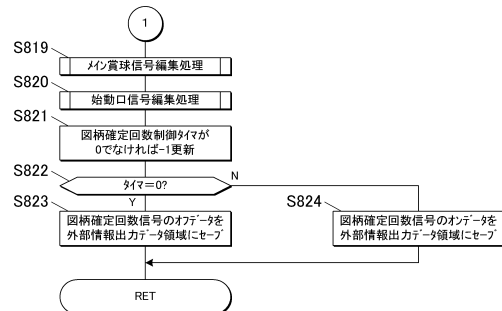 1
S819
メイン賞球信号編集処理
S820
始動口信号編集処理
S821
図柄確定回数制御タイマが
0でなければ-1更新
S822
タイマ=0?
N
Y
S823
図柄確定回数信号のオフデータを
外部情報出力データ領域にセーブ
S824
図柄確定回数信号のオンデータを
外部情報出力データ領域にセーブ
RET